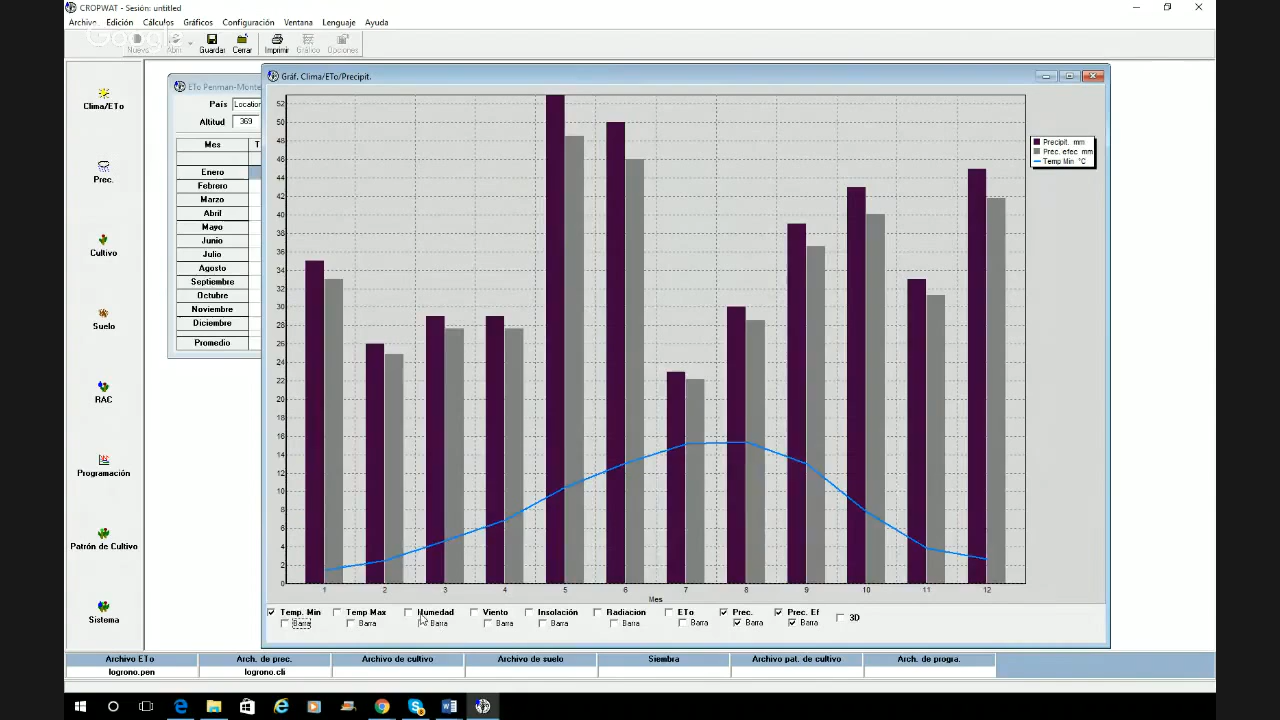 CROPWAT - Sesión: untitled
Archivo Edición Cálculos Gráficos Configuración Ventana Lenguaje Ayuda
Google
Nuevo Abrir Guardar Cerrar Imprimir Gráfico Opciones
Clima/ETo
Prec.
Cultivo
Suelo
RAC
Programación
Patrón de Cultivo
Sistema
ETo Penman-Monte
País Location
Altitud 369
Mes T
Enero
Febrero
Marzo
Abril
Mayo
Junio
Julio
Agosto
Septiembre
Octubre
Noviembre
Diciembre
Promedio
Gráf. Clima/ETo/Precipit.
52
50
48
46
44
42
40
38
36
34
32
30
28
26
24
22
20
18
16
14
12
10
8
6
4
2
0
1 2 3 4 5 6 7 8 9 10 11 12
Mes
Precipit. mm
Prec. efec mm
Temp Min °C
Temp. Min Temp Max Humedad Viento Insolación Radiacion ETo Prec. Prec. Ef 3D
Barra Barra Barra Barra Barra Barra Barra Barra Barra
Archivo ETo Arch. de prec. Archivo de cultivo Archivo de suelo Siembra Archivo pat. de cultivo Arch. de progra.
logrono.pen logrono.cli